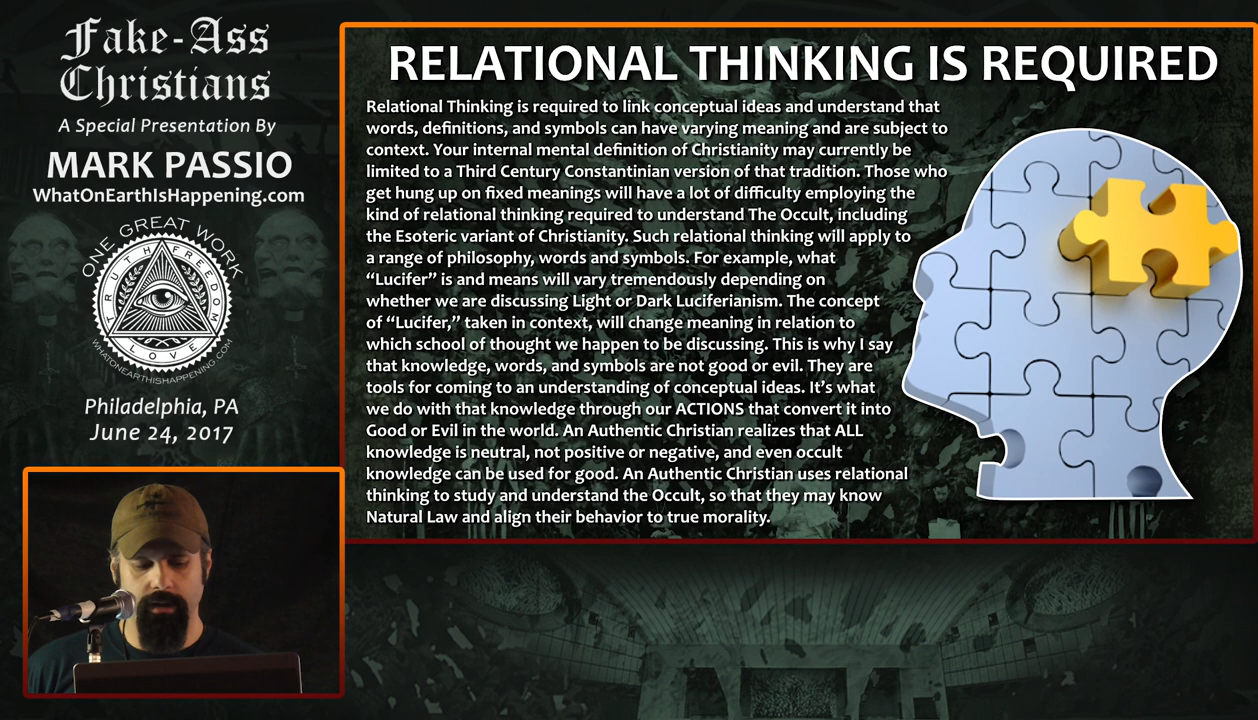 Fake-Ass
Christians
A Special Presentation By
MARK PASSIO
WhatOnEarthIsHappening.com
ONE GREAT WORK
TRUTH FREEDOM
LOVE
WHATONEARTHISHAPPENING.COM
Philadelphia, PA
June 24, 2017
RELATIONAL THINKING IS REQUIRED
Relational Thinking is required to link conceptual ideas and understand that
words, definitions, and symbols can have varying meaning and are subject to
context. Your internal mental definition of Christianity may currently be
limited to a Third Century Constantinian version of that tradition. Those who
get hung up on fixed meanings will have a lot of difficulty employing the
kind of relational thinking required to understand The Occult, including
the Esoteric variant of Christianity. Such relational thinking will apply to
a range of philosophy, words and symbols. For example, what
“Lucifer” is and means will vary tremendously depending on
whether we are discussing Light or Dark Luciferianism. The concept
of “Lucifer,” taken in context, will change meaning in relation to
which school of thought we happen to be discussing. This is why I say
that knowledge, words, and symbols are not good or evil. They are
tools for coming to an understanding of conceptual ideas. It’s what
we do with that knowledge through our ACTIONS that convert it into
Good or Evil in the world. An Authentic Christian realizes that ALL
knowledge is neutral, not positive or negative, and even occult
knowledge can be used for good. An Authentic Christian uses relational
thinking to study and understand the Occult, so that they may know
Natural Law and align their behavior to true morality.